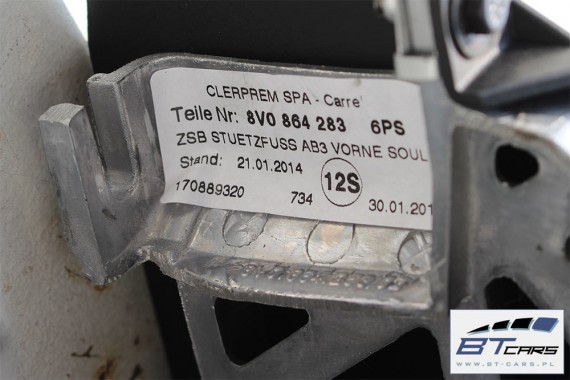 CLERPREM SPA - Carre'
Teile Nr: 8V0 864 283 6PS
ZSB STUETZFUSS AB3 VORNE SOUL
Stand: 21.01.2014 12S
170889320 734 30.01.201
BT CARS
WWW.BT-CARS.PL